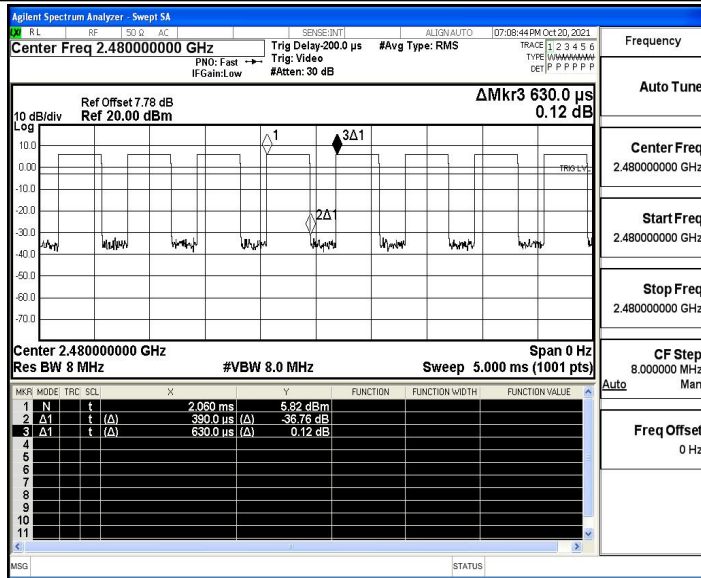 Agilent Spectrum Analyzer - Swept SA
RL RF 50 Ω AC SENSE:INT ALIGNAUTO 07:08:44 PM Oct 20, 2021
Center Freq 2.480000000 GHz Trig Delay-200.0 µs #Avg Type: RMS TRACE 1 2 3 4 5 6
PNO: Fast Trig: Video TYPE
IFGain:Low #Atten: 30 dB DET P P P P P P
Ref Offset 7.78 dB ΔMkr3 630.0 µs
10 dB/div Ref 20.00 dBm 0.12 dB
Log
10.0
1
3Δ1
0.00
TRIG LVL
-10.0
-20.0
2Δ1
-30.0
-40.0
-50.0
-60.0
-70.0
Center 2.480000000 GHz Span 0 Hz
Res BW 8 MHz #VBW 8.0 MHz Sweep 5.000 ms (1001 pts)
MKR MODE TRC SCL X Y FUNCTION FUNCTION WIDTH FUNCTION VALUE
1 N t 2.060 ms 5.82 dBm
2 Δ1 t (Δ) 390.0 µs (Δ) -36.76 dB
3 Δ1 t (Δ) 630.0 µs (Δ) 0.12 dB
4
5
6
7
8
9
10
11
MSG STATUS
Frequency
Auto Tune
Center Freq
2.480000000 GHz
Start Freq
2.480000000 GHz
Stop Freq
2.480000000 GHz
CF Step
8.000000 MHz
Auto Man
Freq Offset
0 Hz